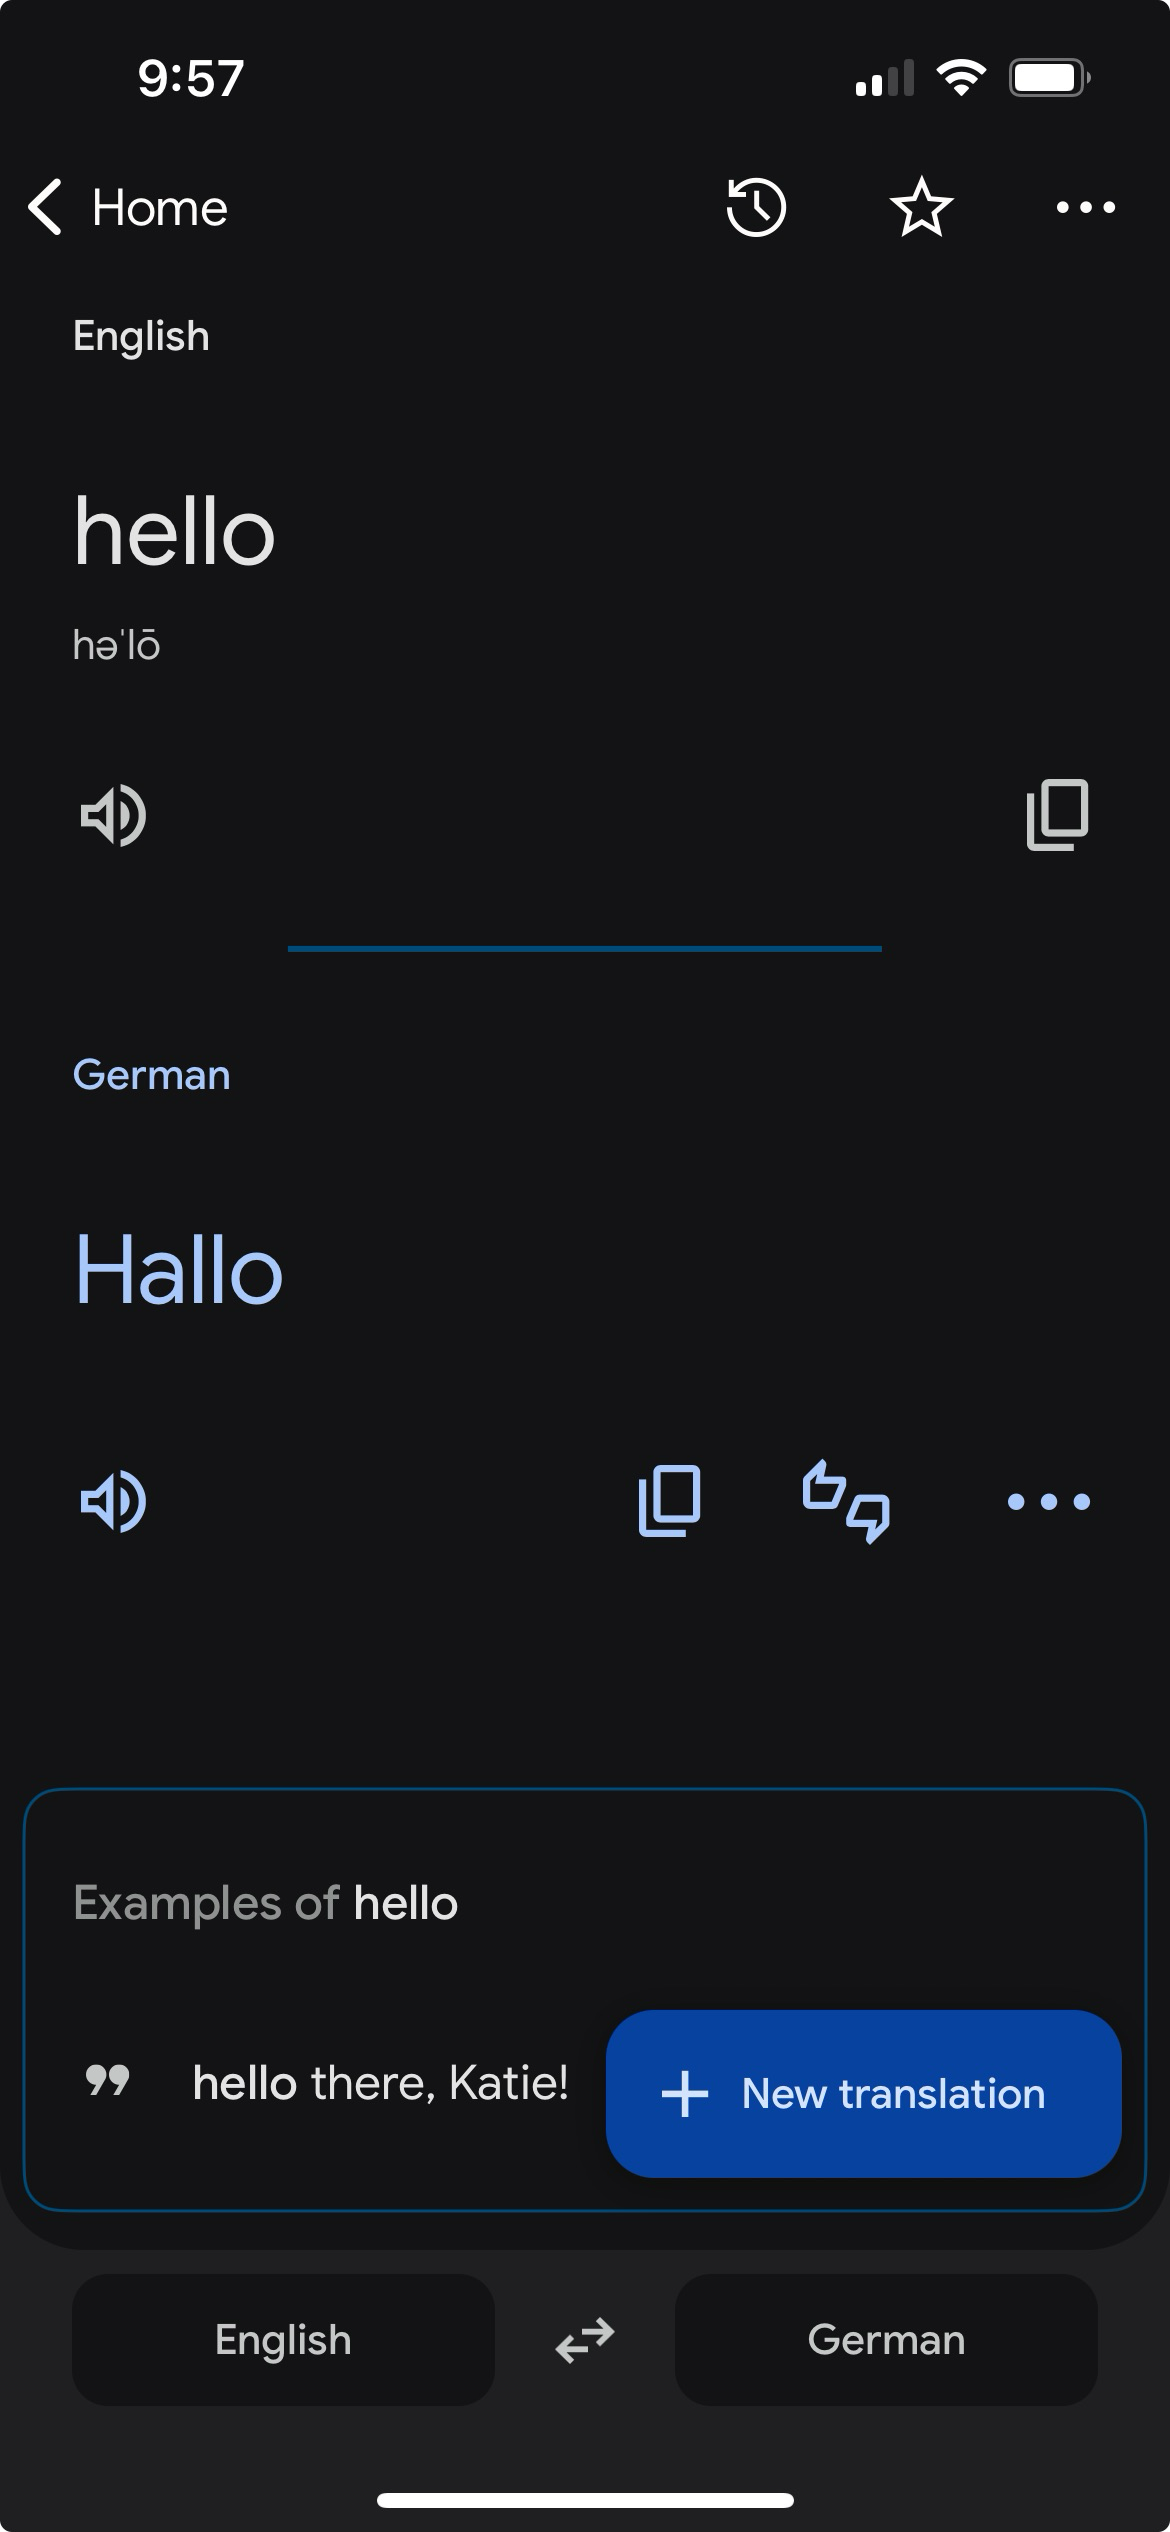 9:57
Home
English
hello
həˈlō
German
Hallo
Examples of hello
hello there, Katie!
New translation
English
German